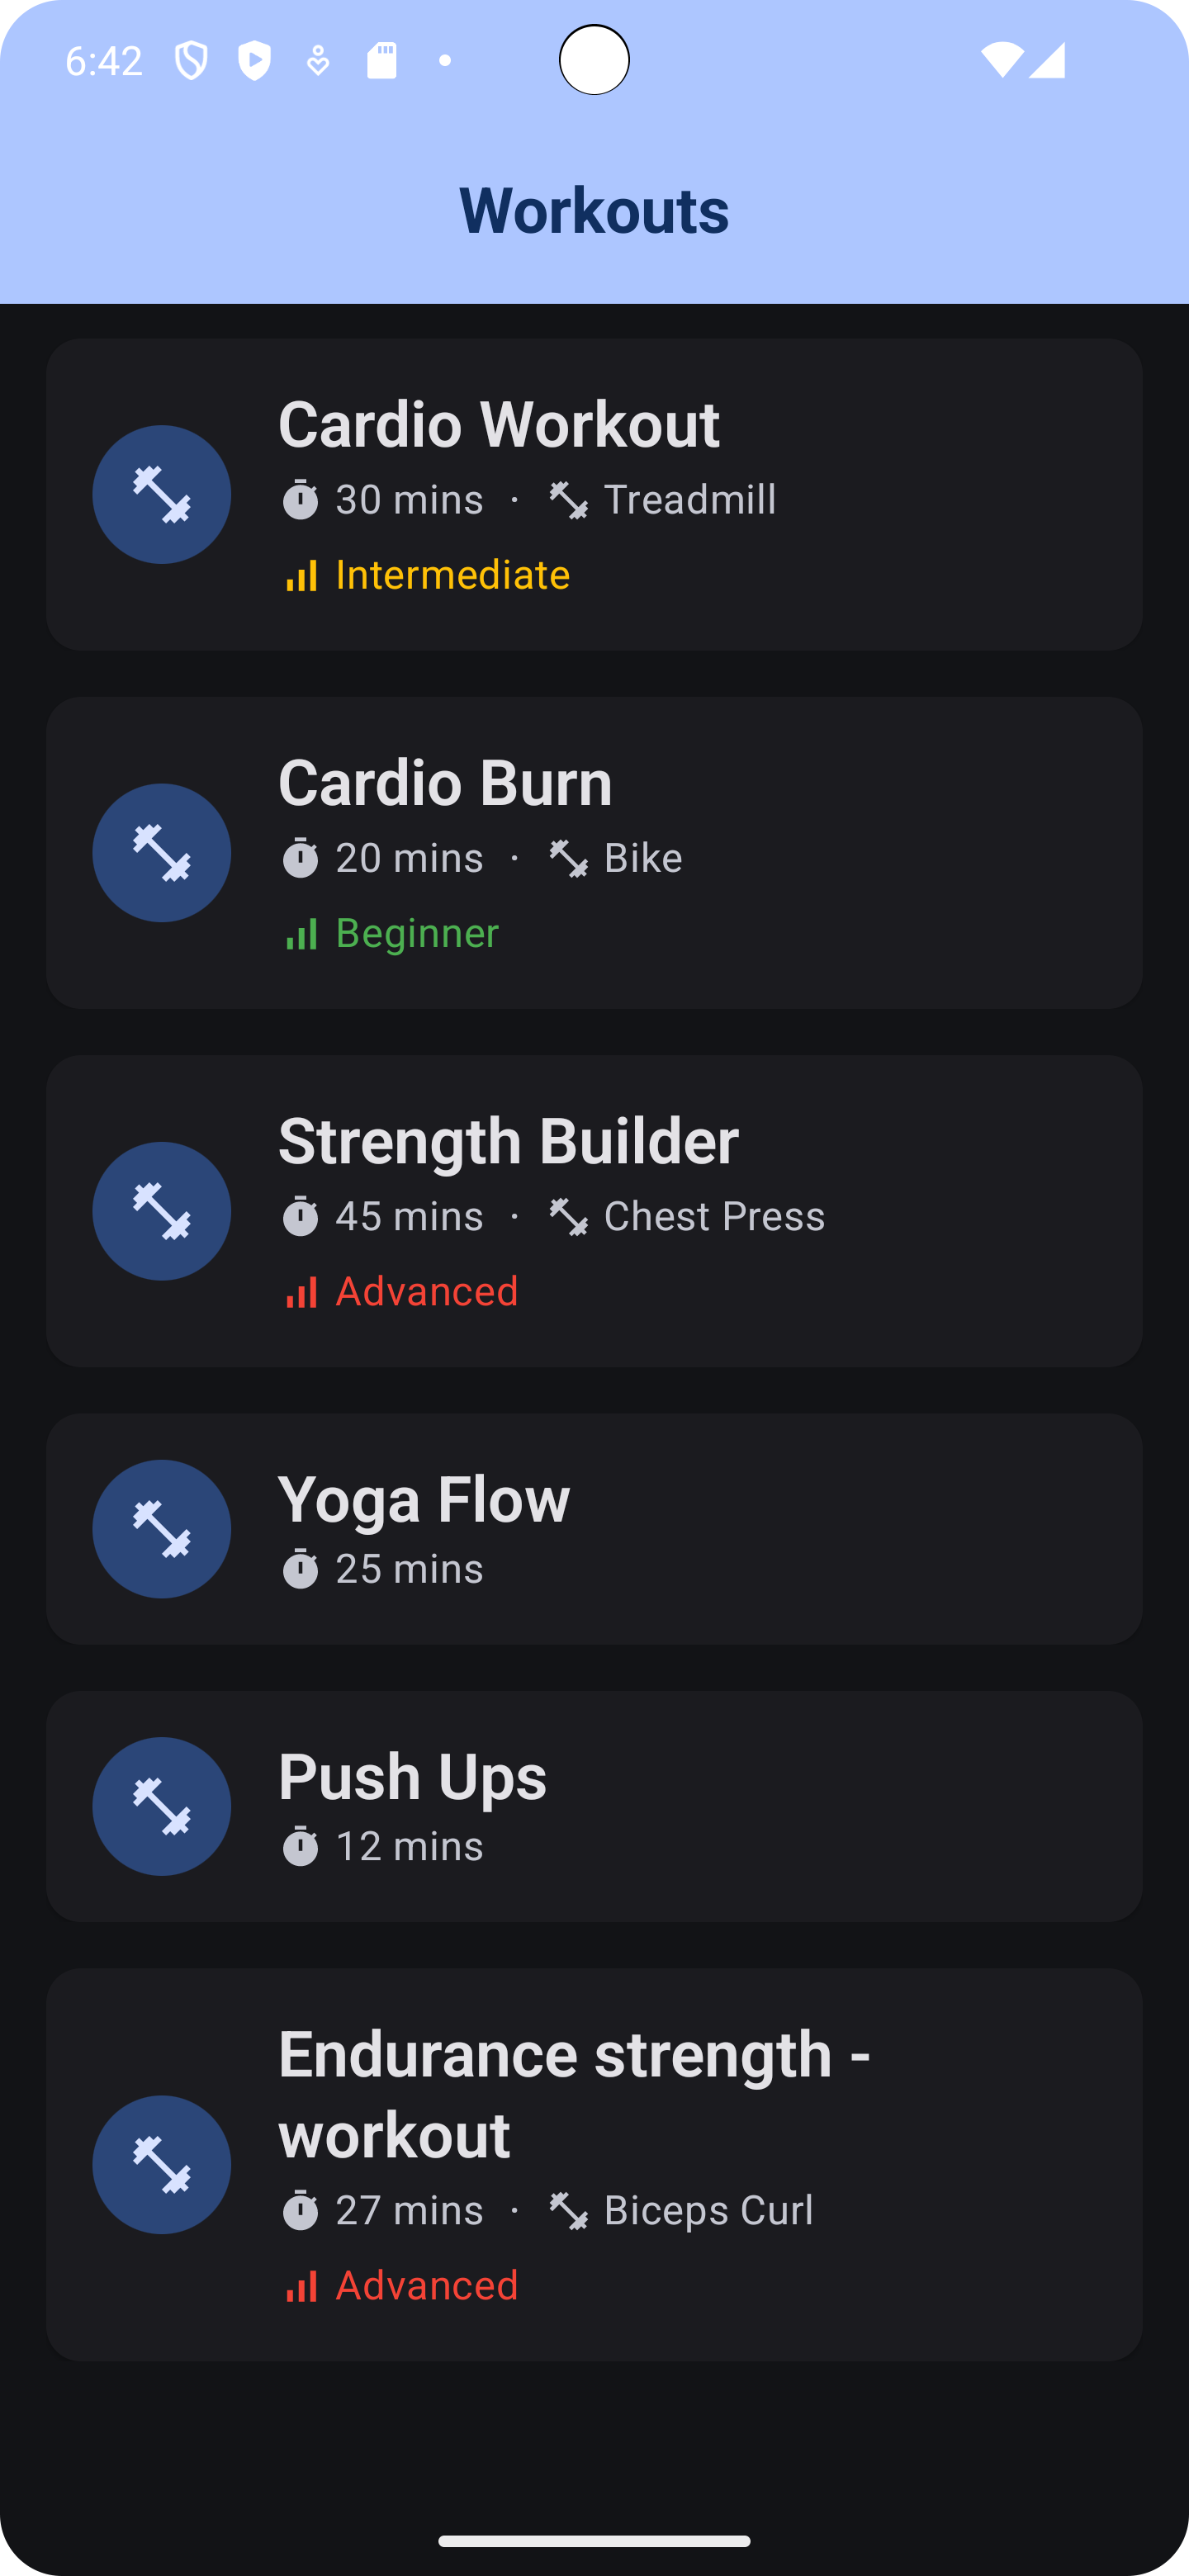 6:42
Workouts
Cardio Workout
30 mins · Treadmill
Intermediate
Cardio Burn
20 mins · Bike
Beginner
Strength Builder
45 mins · Chest Press
Advanced
Yoga Flow
25 mins
Push Ups
12 mins
Endurance strength -
workout
27 mins · Biceps Curl
Advanced